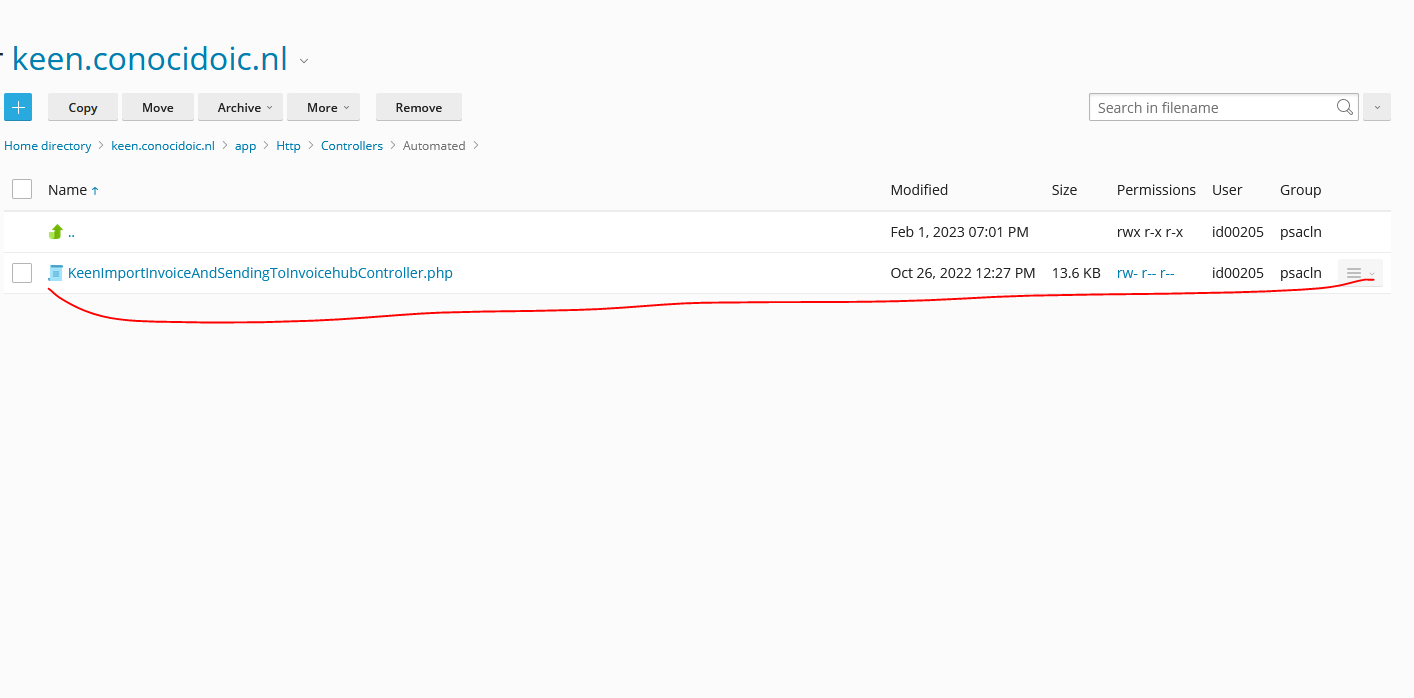 keen.conocidoic.nl
Copy Move Archive More Remove Search in filename
Home directory keen.conocidoic.nl app Http Controllers Automated
Name Modified Size Permissions User Group
.. Feb 1, 2023 07:01 PM rwx r-x r-x id00205 psacln
KeenImportInvoiceAndSendingToInvoicehubController.php Oct 26, 2022 12:27 PM 13.6 KB rw- r-- r-- id00205 psacln